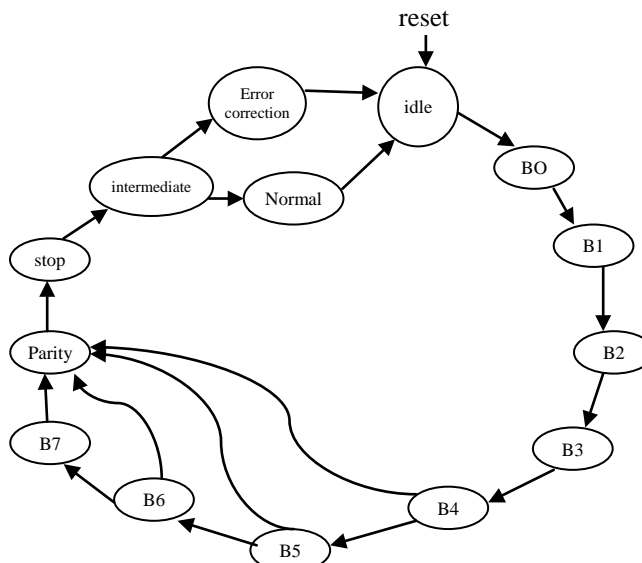 reset
Error
correction
idle
BO
intermediate
Normal
B1
stop
Parity
B2
B7
B3
B6
B4
B5